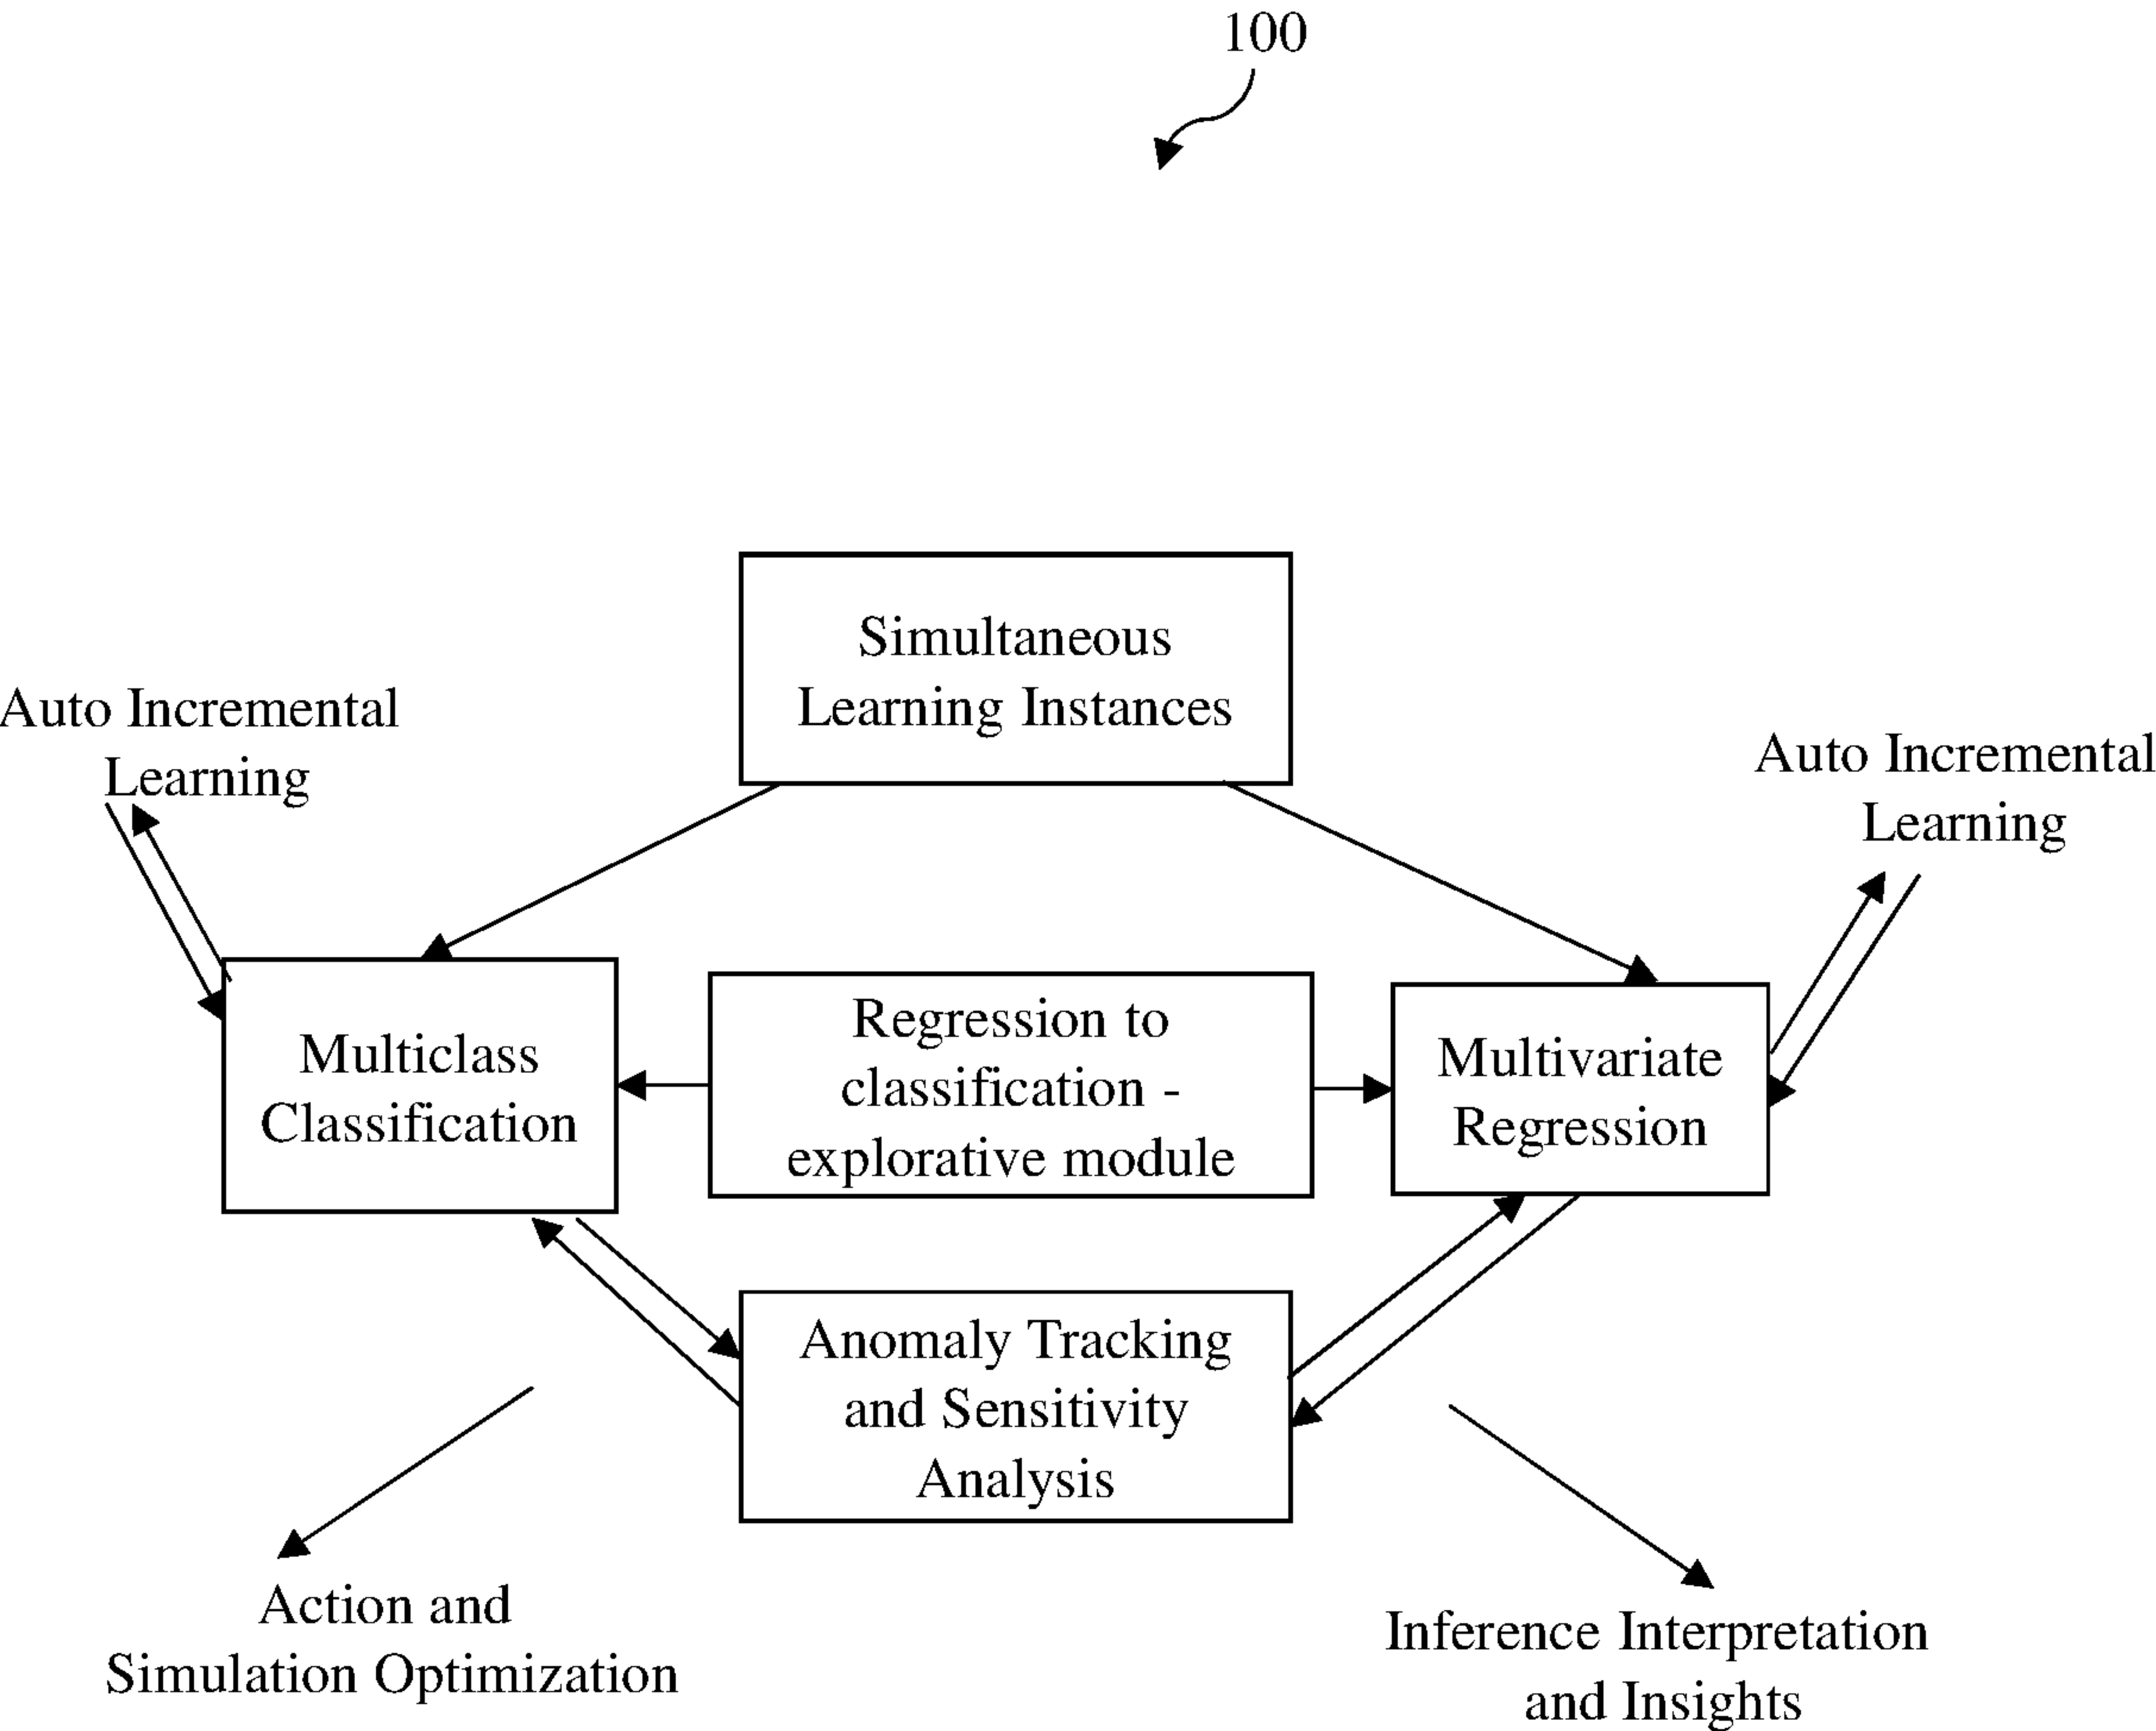 100
Simultaneous
Learning Instances
Auto Incremental
Learning
Auto Incremental
Learning
Multiclass
Classification
Regression to
classification -
explorative module
Multivariate
Regression
Anomaly Tracking
and Sensitivity
Analysis
Action and
Simulation Optimization
Inference Interpretation
and Insights